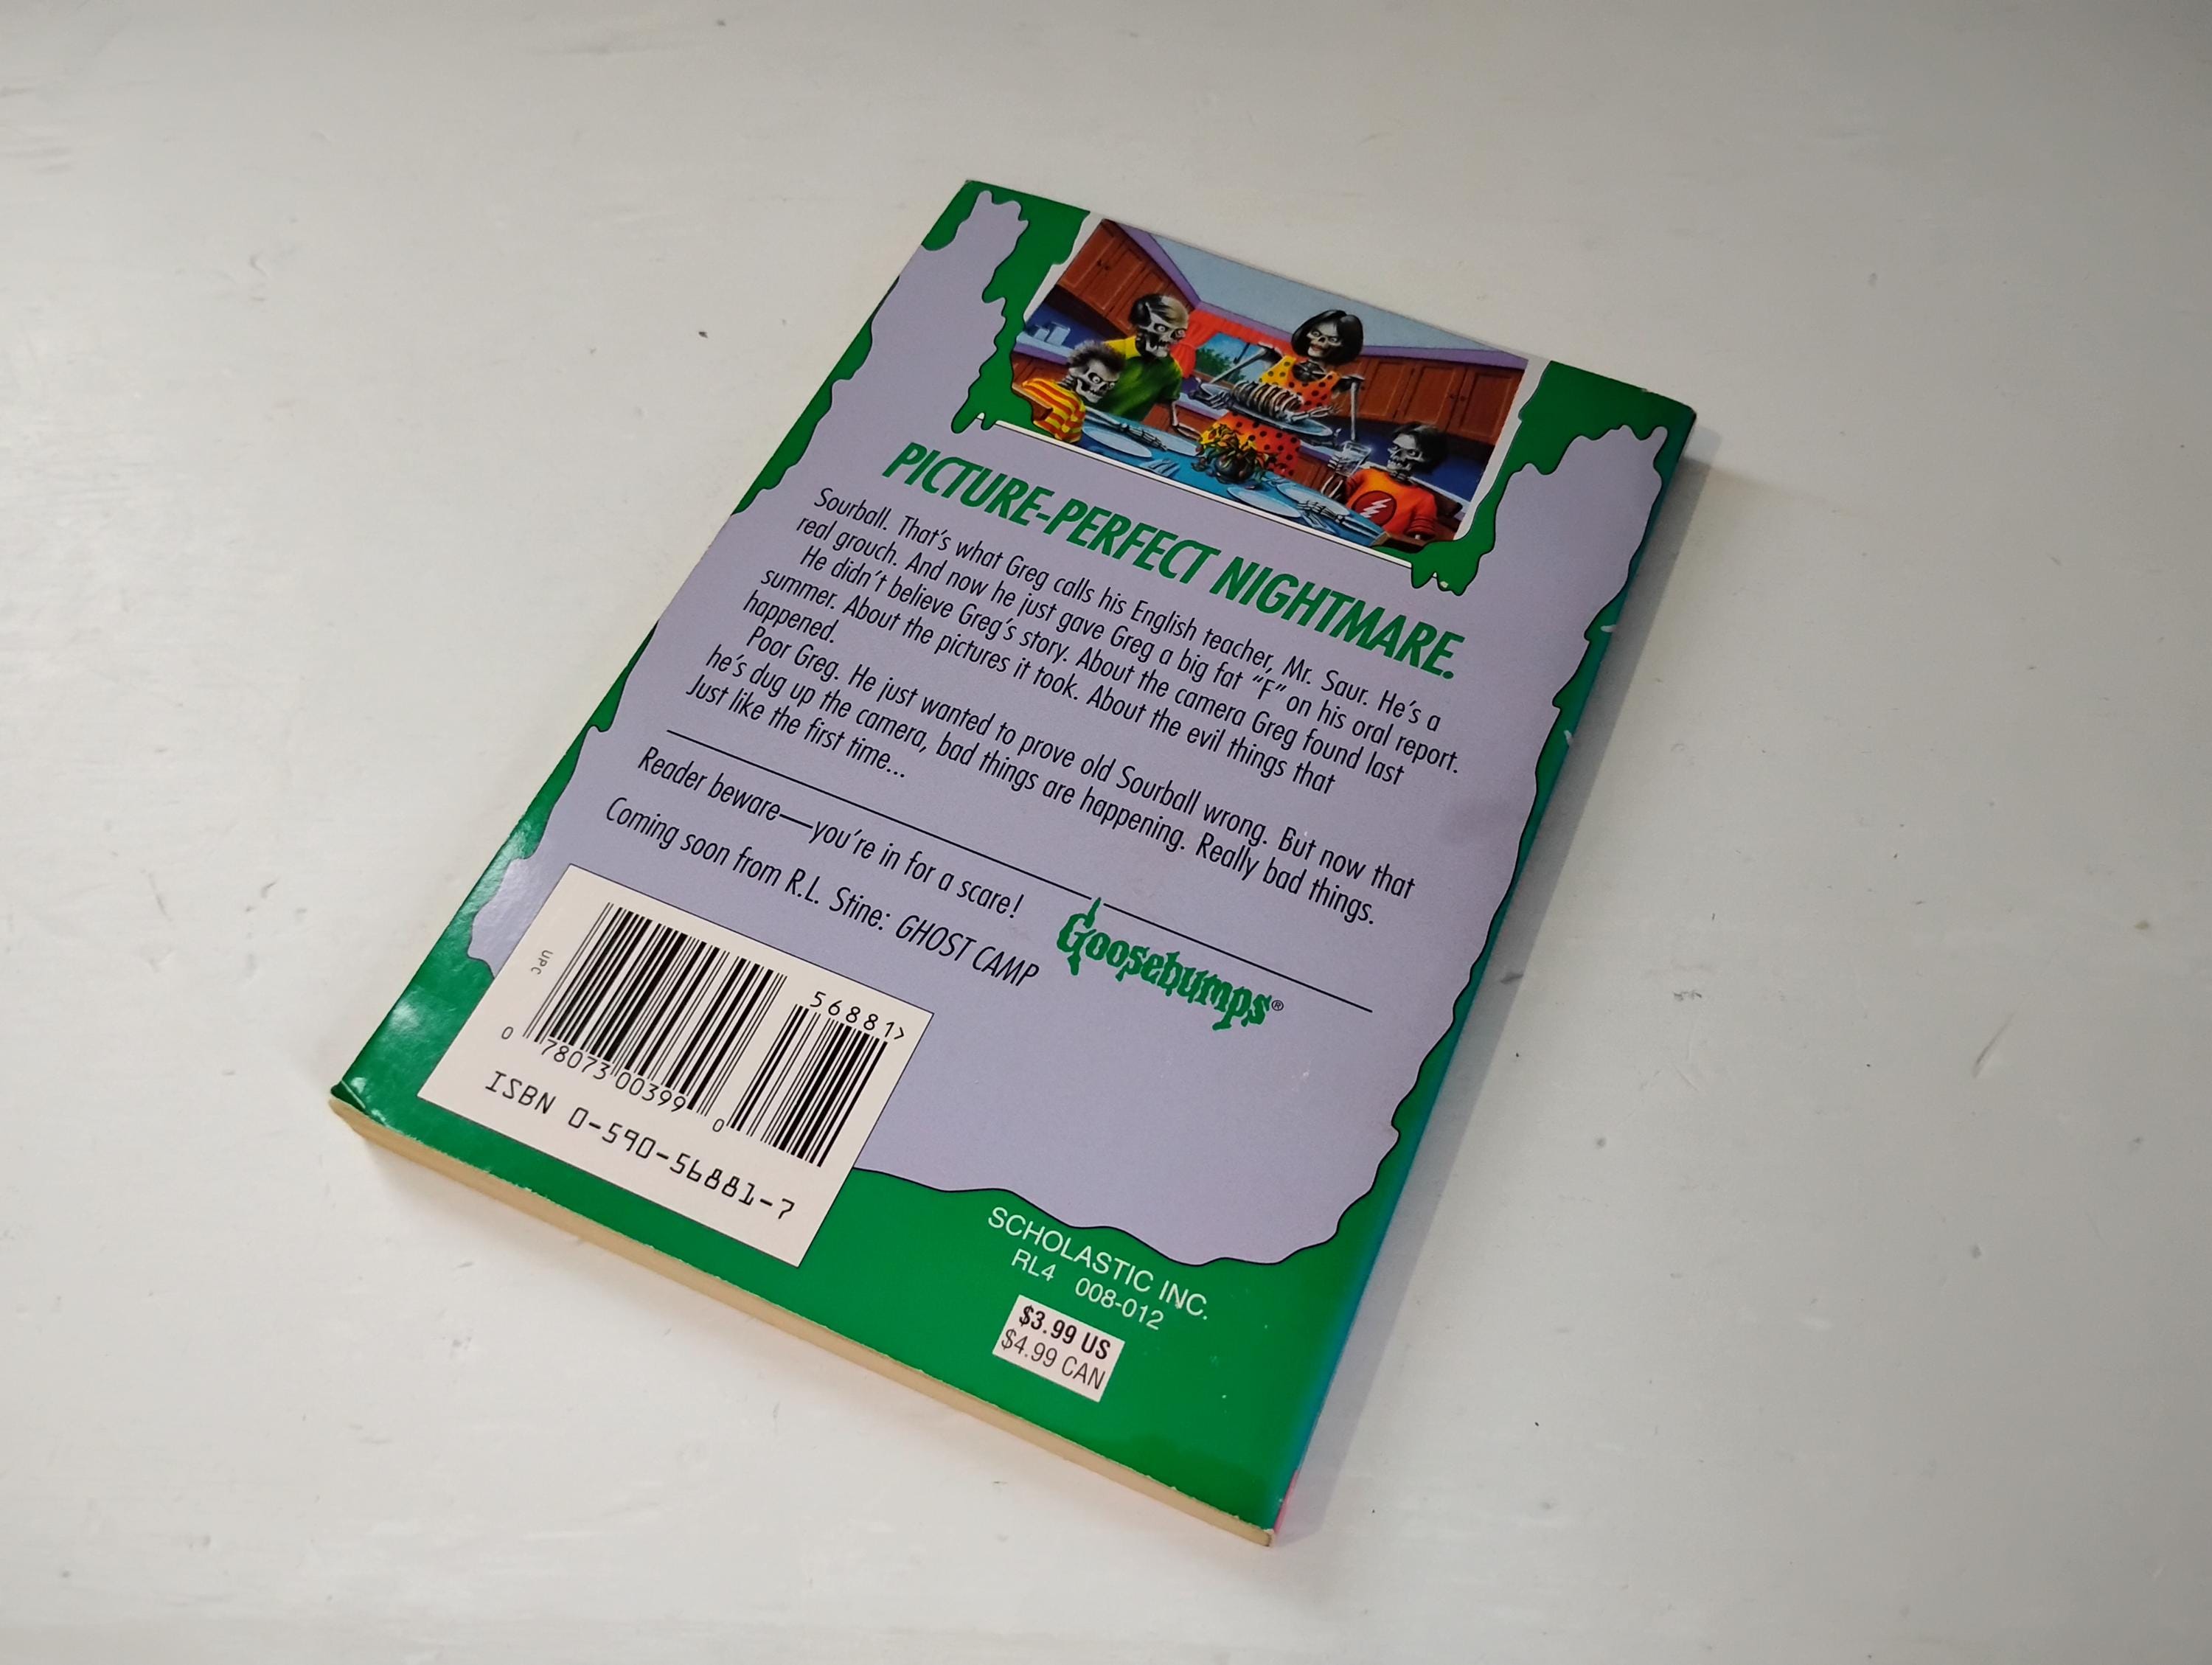 PICTURE-PERFECT NIGHTMARE.
Sourball. That's what Greg calls his English teacher, Mr. Saur. He's a
real grouch. And now he just gave Greg a big fat “F” on his oral report.
He didn't believe Greg's story. About the camera Greg found last
summer. About the pictures it took. About the evil things that
happened.
Poor Greg. He just wanted to prove old Sourball wrong. But now that
he's dug up the camera, bad things are happening. Really bad things.
Just like the first time...
Reader beware—you're in for a scare!
Coming soon from R.L. Stine: GHOST CAMP
Goosebumps®
UPC
56881>
0 78073 00399 0
ISBN 0-590-56881-7
SCHOLASTIC INC.
RL4 008-012
$3.99 US
$4.99 CAN